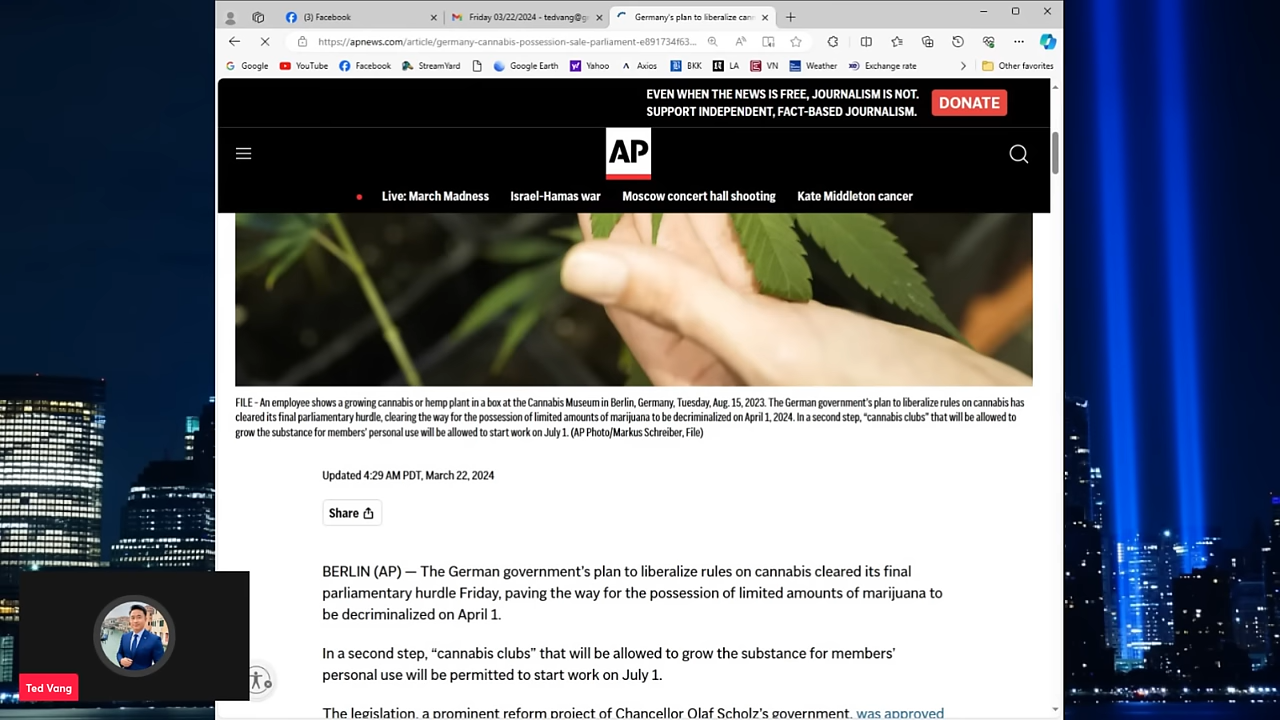 (3) Facebook
Friday 03/22/2024 - tedvang@g
Germany's plan to liberalize can
https://apnews.com/article/germany-cannabis-possession-sale-parliament-e891734f63...
Google YouTube Facebook StreamYard Google Earth Yahoo Axios BKK LA VN Weather Exchange rate Other favorites
EVEN WHEN THE NEWS IS FREE, JOURNALISM IS NOT.
SUPPORT INDEPENDENT, FACT-BASED JOURNALISM.
DONATE
AP
Live: March Madness Israel-Hamas war Moscow concert hall shooting Kate Middleton cancer
FILE - An employee shows a growing cannabis or hemp plant in a box at the Cannabis Museum in Berlin, Germany, Tuesday, Aug. 15, 2023. The German government's plan to liberalize rules on cannabis has
cleared its final parliamentary hurdle, clearing the way for the possession of limited amounts of marijuana to be decriminalized on April 1, 2024. In a second step, “cannabis clubs” that will be allowed to
grow the substance for members' personal use will be allowed to start work on July 1. (AP Photo/Markus Schreiber, File)
Updated 4:29 AM PDT, March 22, 2024
Share
BERLIN (AP) — The German government's plan to liberalize rules on cannabis cleared its final
parliamentary hurdle Friday, paving the way for the possession of limited amounts of marijuana to
be decriminalized on April 1.
In a second step, “cannabis clubs” that will be allowed to grow the substance for members'
personal use will be permitted to start work on July 1.
The legislation, a prominent reform project of Chancellor Olaf Scholz's government, was approved
Ted Vang